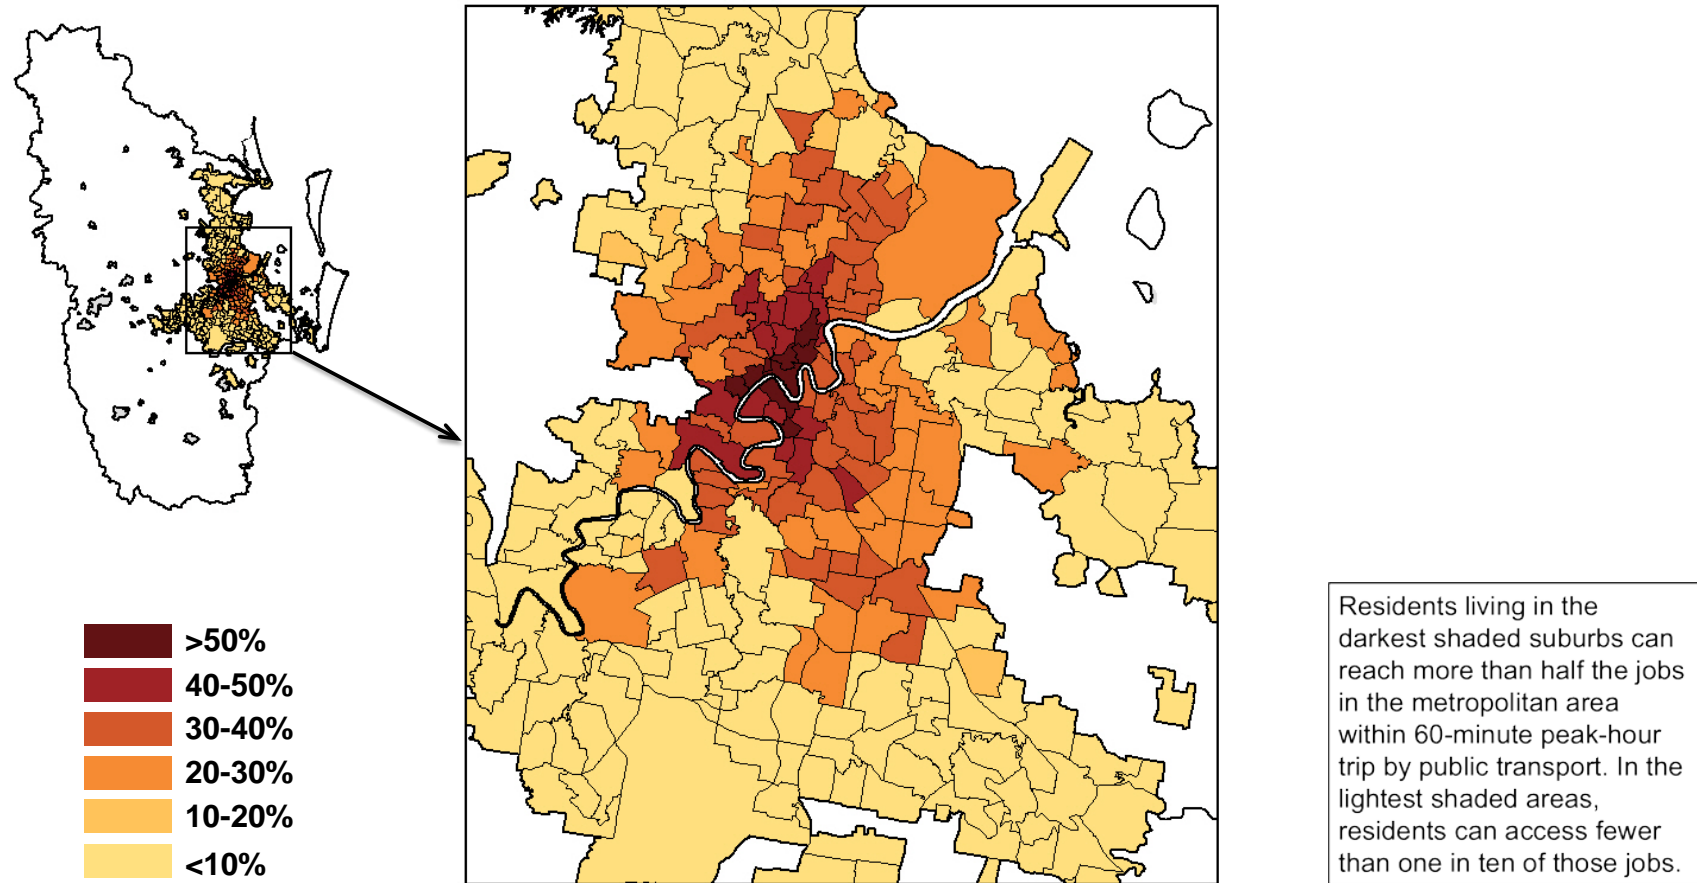 >50%
40-50%
30-40%
20-30%
10-20%
<10%
Residents living in the
darkest shaded suburbs can
reach more than half the jobs
in the metropolitan area
within 60-minute peak-hour
trip by public transport. In the
lightest shaded areas,
residents can access fewer
than one in ten of those jobs.